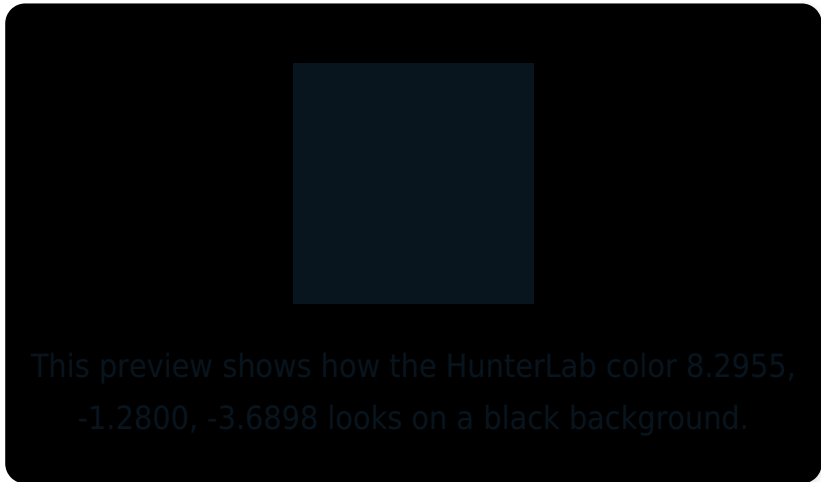 This preview shows how the HunterLab color 8.2955,
-1.2800, -3.6898 looks on a black background.